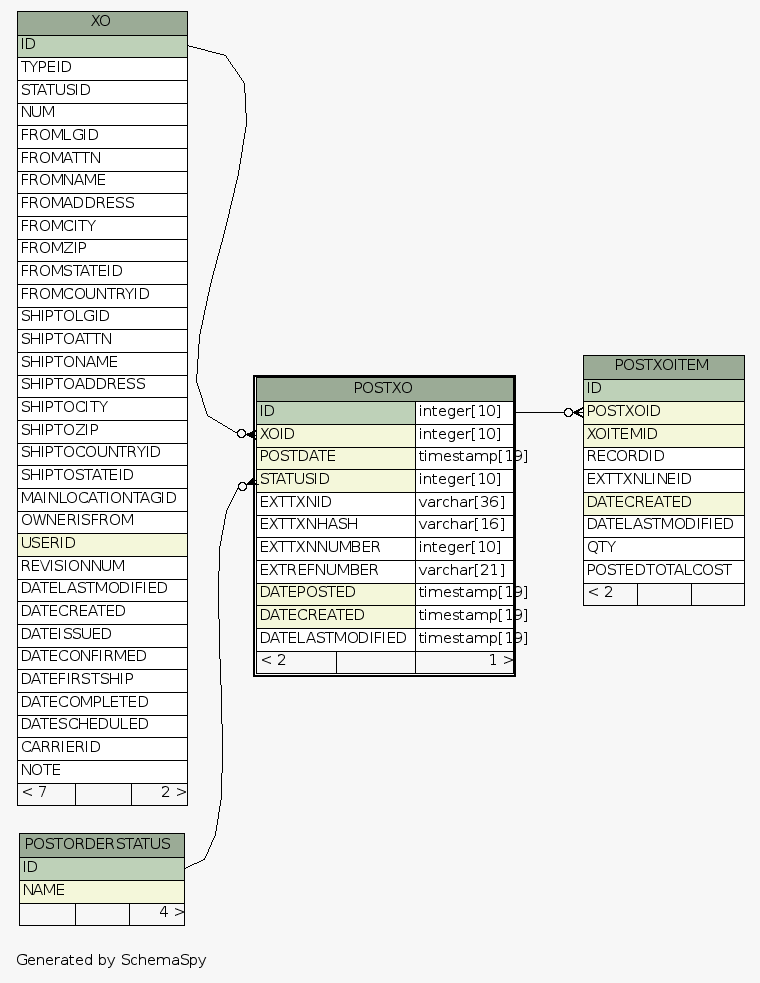 XO
ID
TYPEID
STATUSID
NUM
FROMLGID
FROMATTN
FROMNAME
FROMADDRESS
FROMCITY
FROMZIP
FROMSTATEID
FROMCOUNTRYID
SHIPTOLGID
SHIPTOATTN
SHIPTONAME
SHIPTOADDRESS
SHIPTOCITY
SHIPTOZIP
SHIPTOCOUNTRYID
SHIPTOSTATEID
MAINLOCATIONTAGID
OWNERISFROM
USERID
REVISIONNUM
DATELASTMODIFIED
DATECREATED
DATEISSUED
DATECONFIRMED
DATEFIRSTSHIP
DATECOMPLETED
DATESCHEDULED
CARRIERID
NOTE
< 7 2 >
POSTORDERSTATUS
ID
NAME
4 >
POSTXO
ID integer[10]
XOID integer[10]
POSTDATE timestamp[19]
STATUSID integer[10]
EXTTXNID varchar[36]
EXTTXNHASH varchar[16]
EXTTXNNUMBER integer[10]
EXTREFNUMBER varchar[21]
DATEPOSTED timestamp[19]
DATECREATED timestamp[19]
DATELASTMODIFIED timestamp[19]
< 2 1 >
POSTXOITEM
ID
POSTXOID
XOITEMID
RECORDID
EXTTXNLINEID
DATECREATED
DATELASTMODIFIED
QTY
POSTEDTOTALCOST
< 2
Generated by SchemaSpy